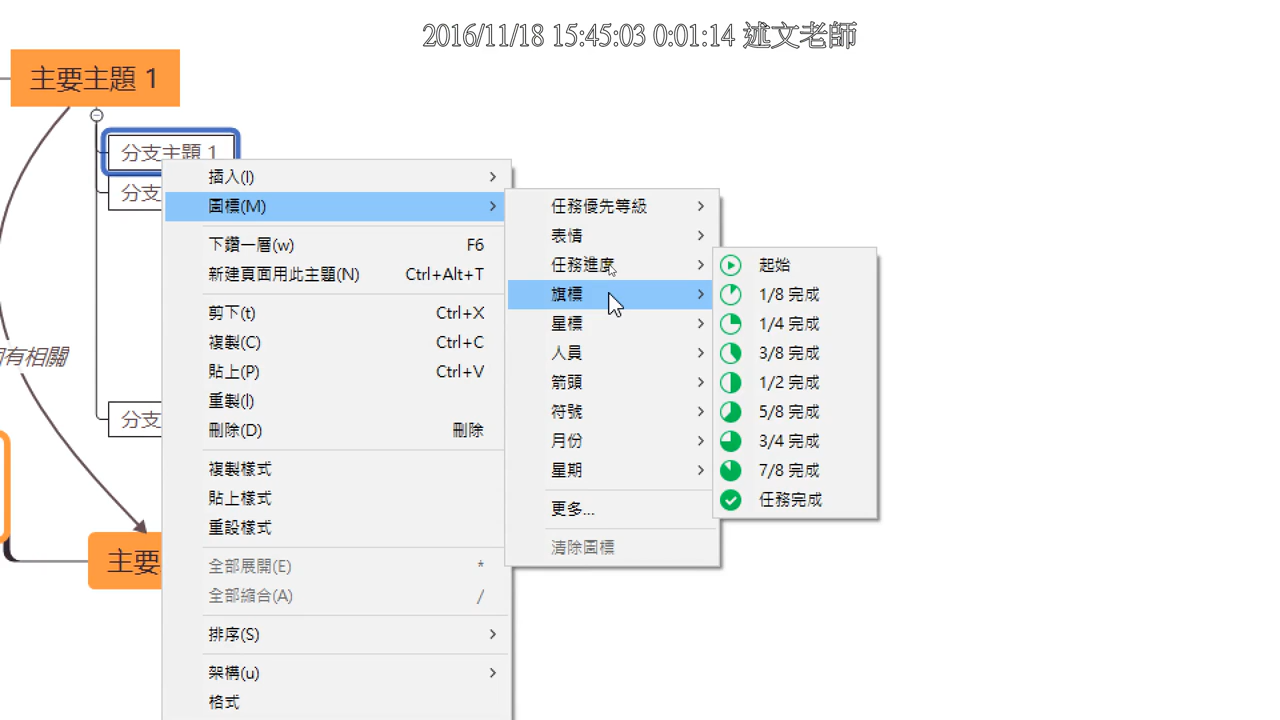 2016/11/18 15:45:03 0:01:14 述文老師
主要主題 1
分支主題 1
分支
有相關
分支
主要
插入(I)
圖標(M)
下鑽一層(w) F6
新建頁面用此主題(N) Ctrl+Alt+T
剪下(t) Ctrl+X
複製(C) Ctrl+C
貼上(P) Ctrl+V
重製(I)
刪除(D) 刪除
複製樣式
貼上樣式
重設樣式
全部展開(E) *
全部縮合(A) /
排序(S)
架構(u)
格式
任務優先等級
表情
任務進度
旗標
星標
人員
箭頭
符號
月份
星期
更多...
清除圖標
起始
1/8 完成
1/4 完成
3/8 完成
1/2 完成
5/8 完成
3/4 完成
7/8 完成
任務完成